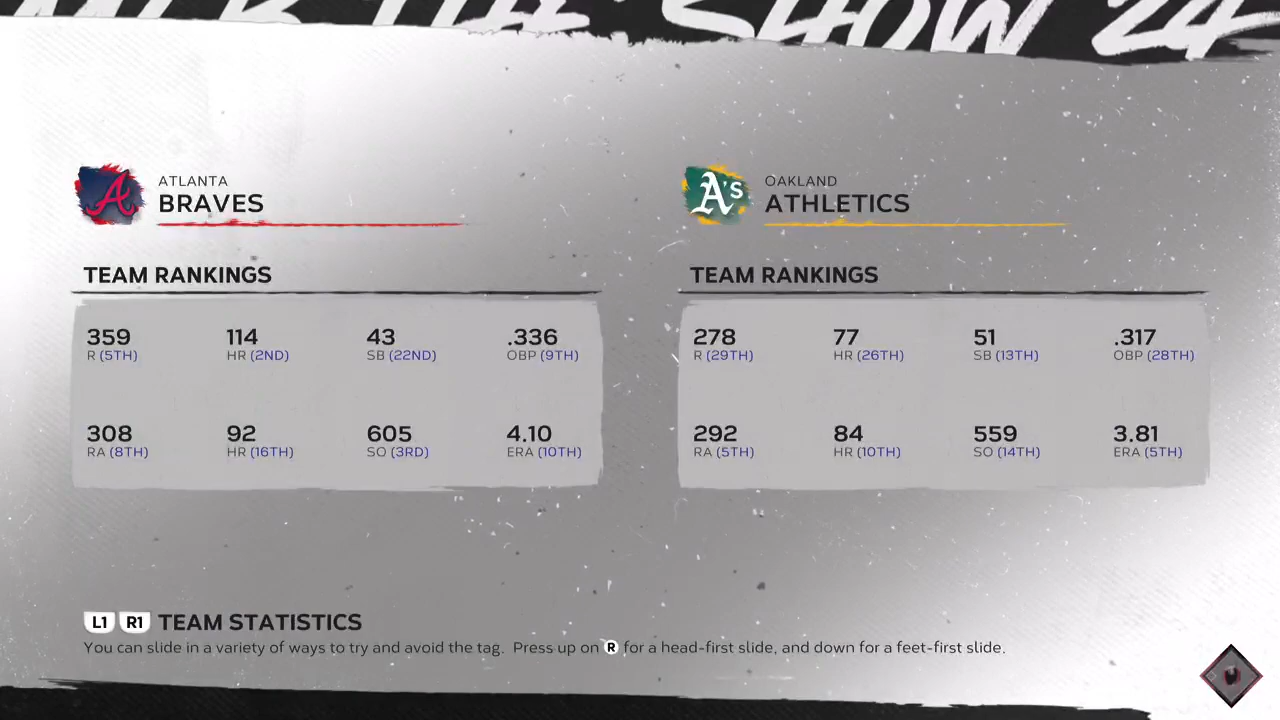 MLB THE SHOW 24
ATLANTA
BRAVES
TEAM RANKINGS
359 114 43 .336
R (5TH) HR (2ND) SB (22ND) OBP (9TH)
308 92 605 4.10
RA (8TH) HR (16TH) SO (3RD) ERA (10TH)
A'S
OAKLAND
ATHLETICS
TEAM RANKINGS
278 77 51 .317
R (29TH) HR (26TH) SB (13TH) OBP (28TH)
292 84 559 3.81
RA (5TH) HR (10TH) SO (14TH) ERA (5TH)
L1 R1 TEAM STATISTICS
You can slide in a variety of ways to try and avoid the tag. Press up on R for a head-first slide, and down for a feet-first slide.